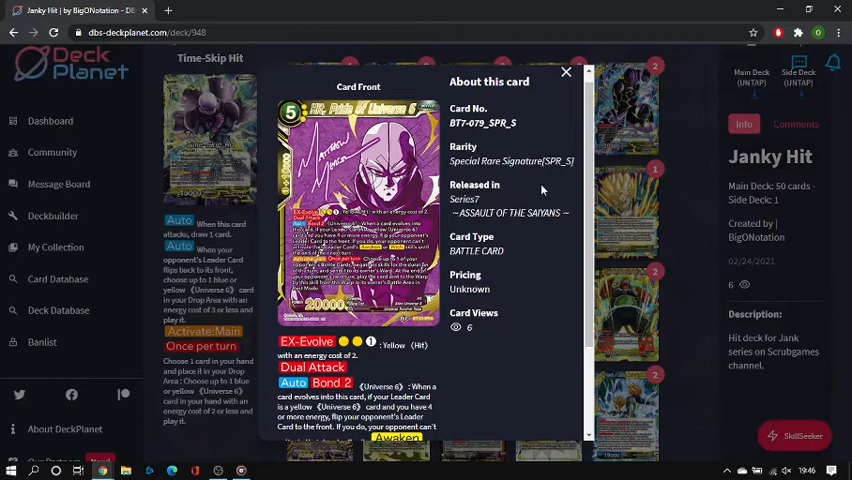 Janky Hit | by BigONotation - DBS
dbs-deckplanet.com/deck/948
Deck
Planet
Dashboard
Community
Message Board
Deckbuilder
My Collection
Card Database
Deck Database
Banlist
About DeckPlanet
Time-Skip Hit
Auto When this card
attacks, draw 1 card.
Auto When your
opponent's Leader Card
flips back to its front,
choose up to 1 blue or
yellow 《Universe 6》
card in your Drop Area with
an energy cost of 3 or less
and play it.
Activate:Main
Once per turn
Choose 1 card in your hand
and place it in your Drop
Area : Choose up to 1 blue
or yellow 《Universe 6》
card in your hand with an
energy cost of 2 or less and
play it.
Card Front
5
Hit, Pride of Universe 6
+10000
20000
EX-Evolve 1 : Yellow 《Hit》
with an energy cost of 2.
Dual Attack
Auto Bond 2 《Universe 6》: When a
card evolves into this card, if your Leader Card
is a yellow 《Universe 6》 card and you have 4
or more energy, flip your opponent's Leader
Card to the front. If you do, your opponent can't
Awaken
About this card
Card No.
BT7-079_SPR_S
Rarity
Special Rare Signature[SPR_S]
Released in
Series7
～ASSAULT OF THE SAIYANS～
Card Type
BATTLE CARD
Pricing
Unknown
Card Views
6
2
1
2
2
Main Deck
(UNTAP)
Side Deck
(UNTAP)
Info
Comments
Janky Hit
Main Deck: 50 cards -
Side Deck: 1
Created by |
BigONotation
02/24/2021
6
Description:
Hit deck for Jank
series on Scrubgames
channel.
SkillSeeker
19:46